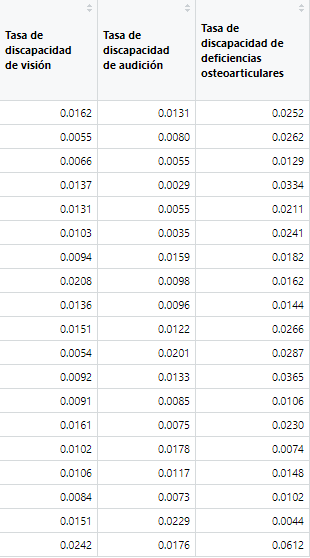 Tasa de discapacidad de visión	Tasa de discapacidad de audición	Tasa de discapacidad de deficiencias osteoarticulares
0.0162	0.0131	0.0252
0.0055	0.0080	0.0262
0.0066	0.0055	0.0129
0.0137	0.0029	0.0334
0.0131	0.0055	0.0211
0.0103	0.0035	0.0241
0.0094	0.0159	0.0182
0.0208	0.0098	0.0162
0.0136	0.0096	0.0144
0.0151	0.0122	0.0266
0.0054	0.0201	0.0287
0.0092	0.0133	0.0365
0.0091	0.0085	0.0106
0.0161	0.0075	0.0230
0.0102	0.0178	0.0074
0.0106	0.0117	0.0148
0.0084	0.0073	0.0102
0.0151	0.0229	0.0044
0.0242	0.0176	0.0612